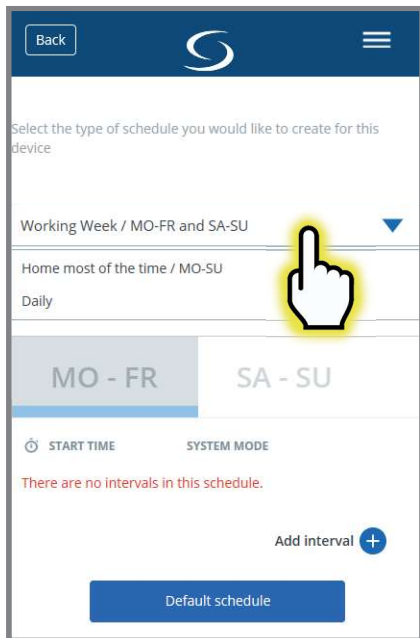 Back
Select the type of schedule you would like to create for this
device
Working Week / MO-FR and SA-SU
Home most of the time / MO-SU
Daily
MO - FR
SA - SU
START TIME
SYSTEM MODE
There are no intervals in this schedule.
Add interval
Default schedule